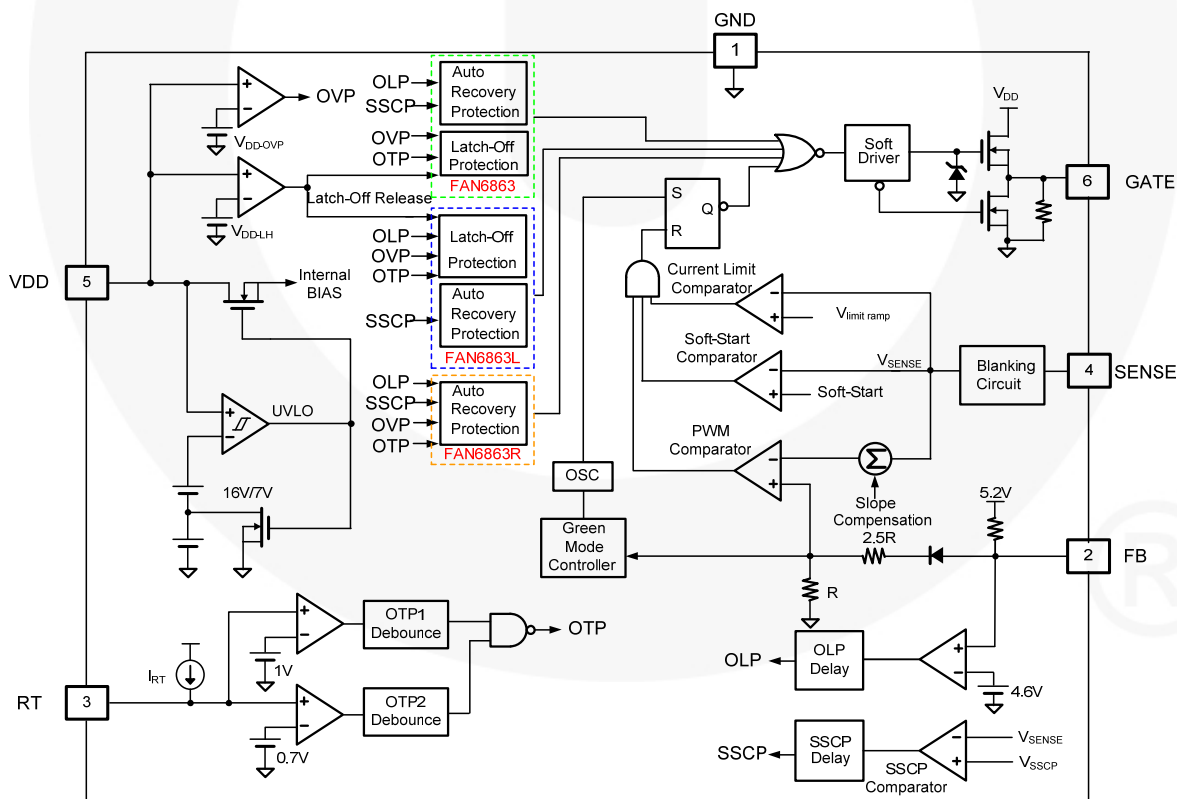 GND
1
OLP
SSCP
Auto
Recovery
Protection
+
−
OVP
VDD-OVP
OVP
OTP
Latch-Off
Protection
FAN6863
VDD
Soft
Driver
6
GATE
+
−
VDD-LH
Latch-Off Release
S
Q
R
OLP
OVP
OTP
Latch-Off
Protection
VDD
5
Internal
BIAS
SSCP
Auto
Recovery
Protection
FAN6863L
Current Limit
Comparator
−
+
Vlimit ramp
Soft-Start
Comparator
−
+
VSENSE
Soft-Start
Blanking
Circuit
4
SENSE
OLP
SSCP
OVP
OTP
Auto
Recovery
Protection
FAN6863R
+
−
UVLO
16V/7V
PWM
Comparator
−
+
Σ
Slope
Compensation
OSC
Green
Mode
Controller
2.5R
R
5.2V
2
FB
RT
3
IRT
+
−
1V
OTP1
Debounce
OTP
+
−
0.7V
OTP2
Debounce
OLP
OLP
Delay
+
−
4.6V
SSCP
SSCP
Delay
−
+
VSENSE
VSSCP
SSCP
Comparator
®